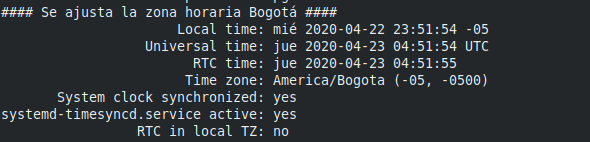 #### Se ajusta la zona horaria Bogotá ####
Local time: mié 2020-04-22 23:51:54 -05
Universal time: jue 2020-04-23 04:51:54 UTC
RTC time: jue 2020-04-23 04:51:55
Time zone: America/Bogota (-05, -0500)
System clock synchronized: yes
systemd-timesyncd.service active: yes
RTC in local TZ: no